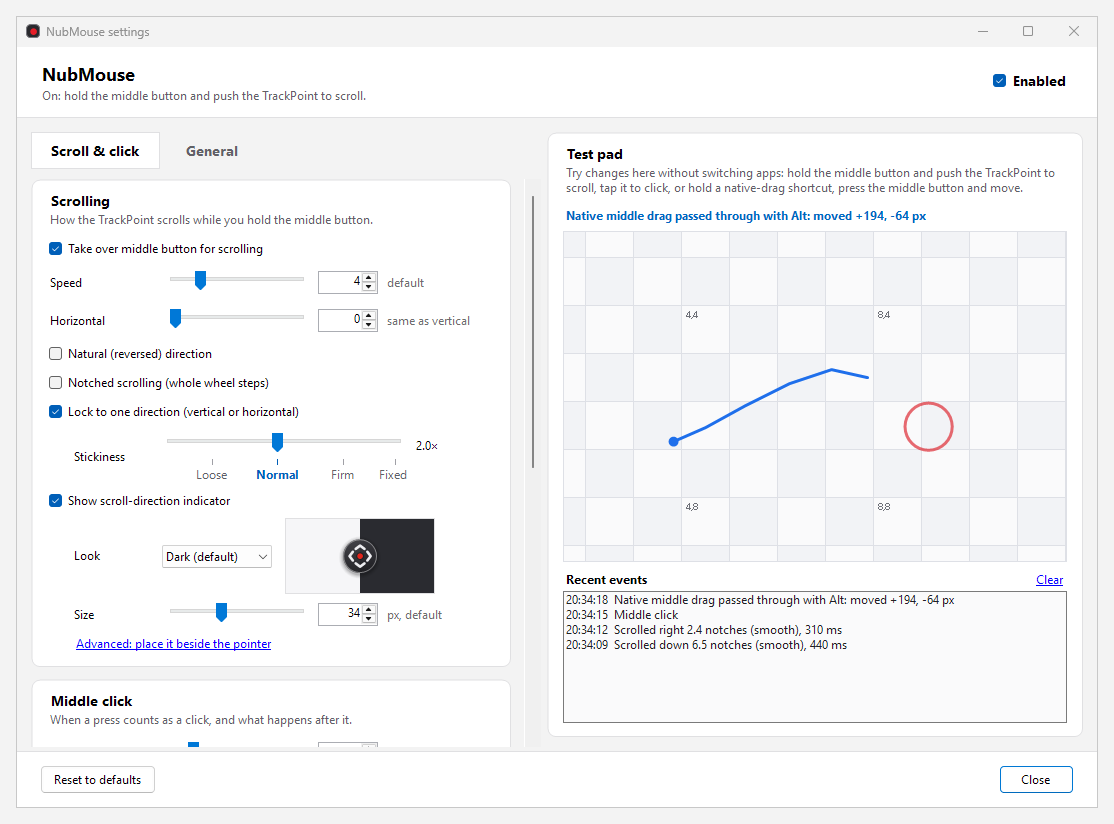 NubMouse settings
NubMouse
On: hold the middle button and push the TrackPoint to scroll.
Enabled
Scroll & click
General
Scrolling
How the TrackPoint scrolls while you hold the middle button.
Take over middle button for scrolling
Speed
4
default
Horizontal
0
same as vertical
Natural (reversed) direction
Notched scrolling (whole wheel steps)
Lock to one direction (vertical or horizontal)
Stickiness
2.0×
Loose
Normal
Firm
Fixed
Show scroll-direction indicator
Look
Dark (default)
Size
34
px, default
Advanced: place it beside the pointer
Middle click
When a press counts as a click, and what happens after it.
Test pad
Try changes here without switching apps: hold the middle button and push the TrackPoint to
scroll, tap it to click, or hold a native-drag shortcut, press the middle button and move.
Native middle drag passed through with Alt: moved +194, -64 px
4,4
8,4
4,8
8,8
Recent events
Clear
20:34:18 Native middle drag passed through with Alt: moved +194, -64 px
20:34:15 Middle click
20:34:12 Scrolled right 2.4 notches (smooth), 310 ms
20:34:09 Scrolled down 6.5 notches (smooth), 440 ms
Reset to defaults
Close